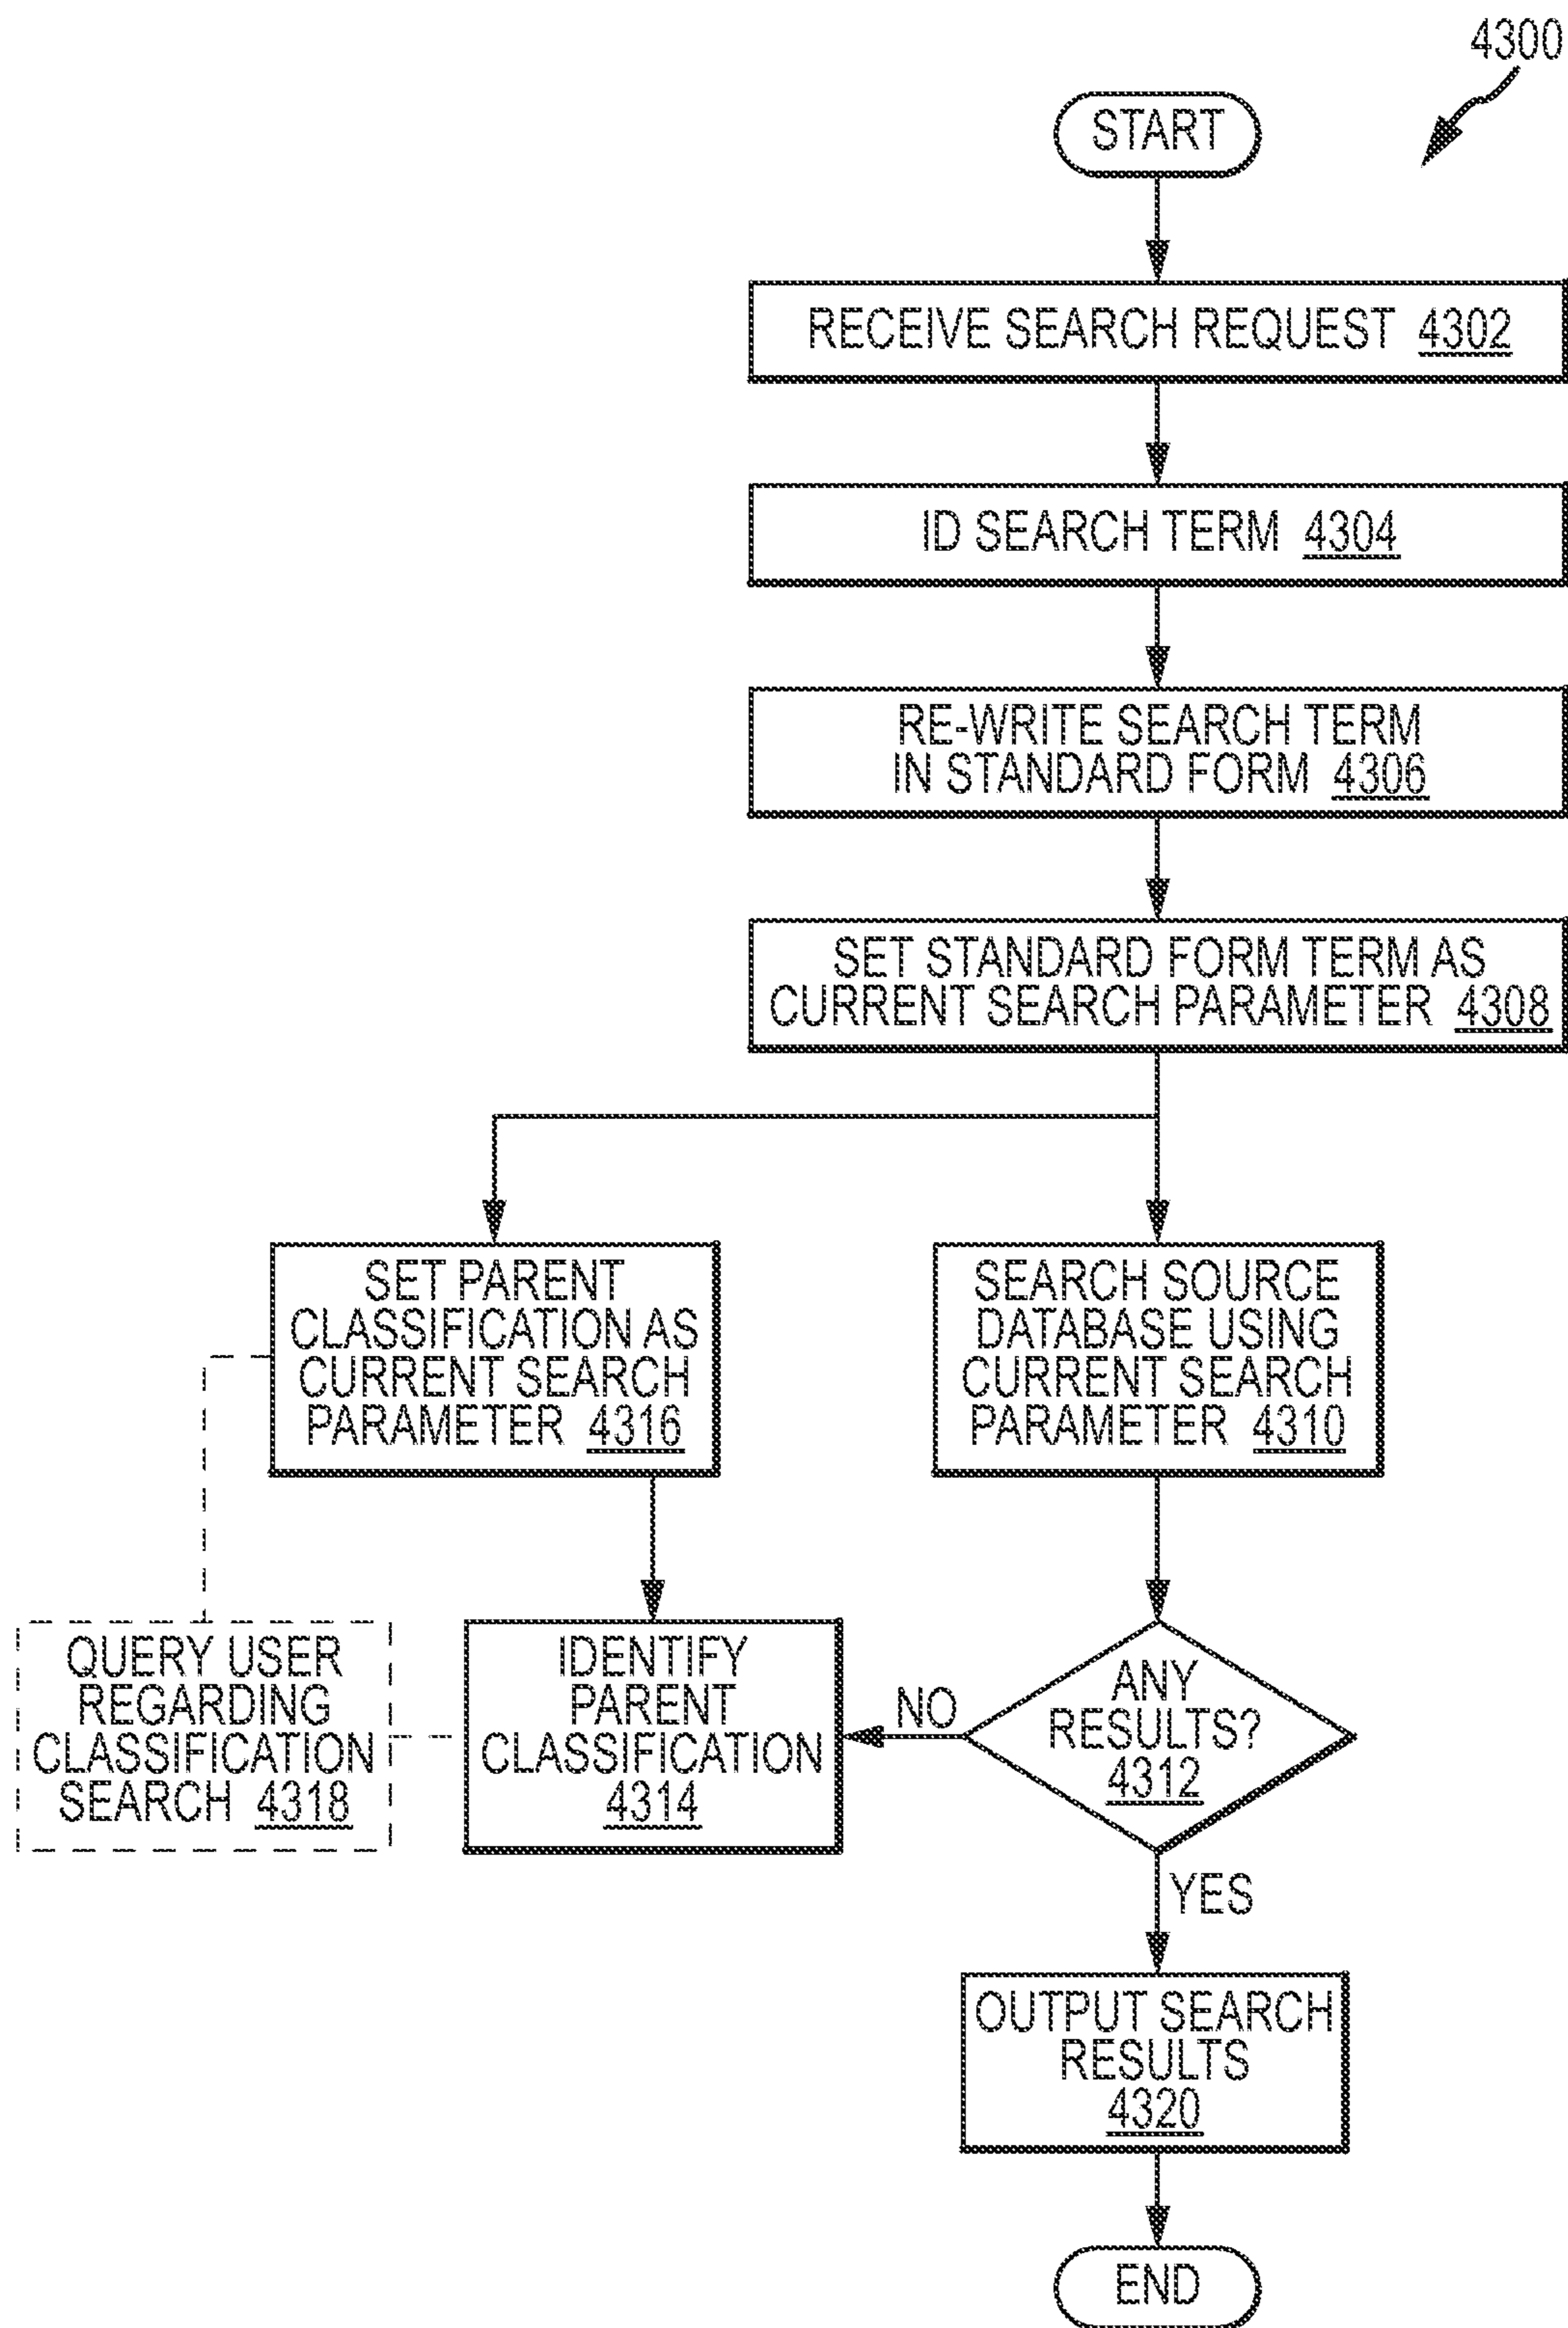 4300
START
RECEIVE SEARCH REQUEST 4302
ID SEARCH TERM 4304
RE-WRITE SEARCH TERM
IN STANDARD FORM 4306
SET STANDARD FORM TERM AS
CURRENT SEARCH PARAMETER 4308
SET PARENT
CLASSIFICATION AS
CURRENT SEARCH
PARAMETER 4316
SEARCH SOURCE
DATABASE USING
CURRENT SEARCH
PARAMETER 4310
QUERY USER
REGARDING
CLASSIFICATION
SEARCH 4318
IDENTIFY
PARENT
CLASSIFICATION
4314
NO
ANY
RESULTS?
4312
YES
OUTPUT SEARCH
RESULTS
4320
END